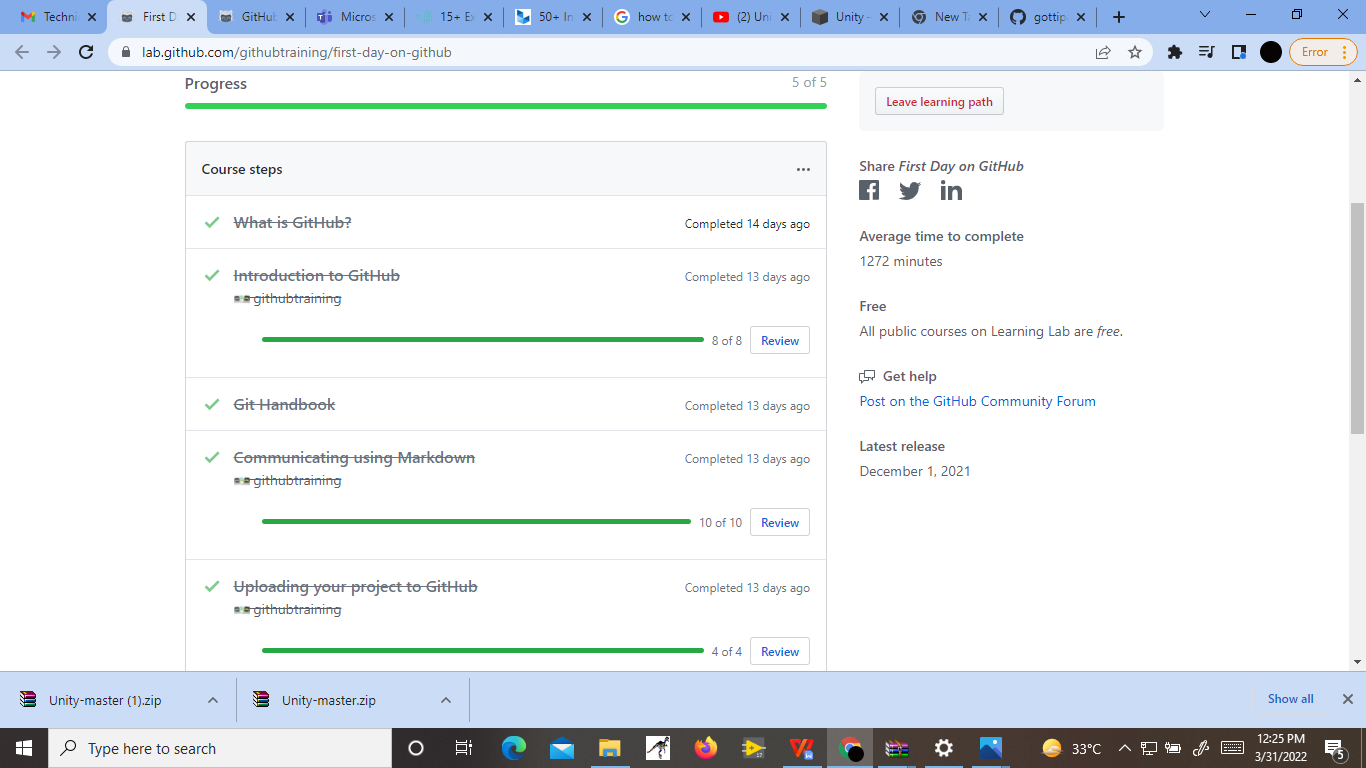 Techni
First D
GitHub
Micros
15+ Ex
50+ In
how to
(2) Uni
Unity -
New Ta
gottipa
lab.github.com/githubtraining/first-day-on-github
Error
Progress
5 of 5
Leave learning path
Course steps
What is GitHub?
Completed 14 days ago
Introduction to GitHub
Completed 13 days ago
githubtraining
8 of 8
Review
Git Handbook
Completed 13 days ago
Communicating using Markdown
Completed 13 days ago
githubtraining
10 of 10
Review
Uploading your project to GitHub
Completed 13 days ago
githubtraining
4 of 4
Review
Share First Day on GitHub
Average time to complete
1272 minutes
Free
All public courses on Learning Lab are free.
Get help
Post on the GitHub Community Forum
Latest release
December 1, 2021
Unity-master (1).zip
Unity-master.zip
Show all
Type here to search
33°C
12:25 PM
3/31/2022
5